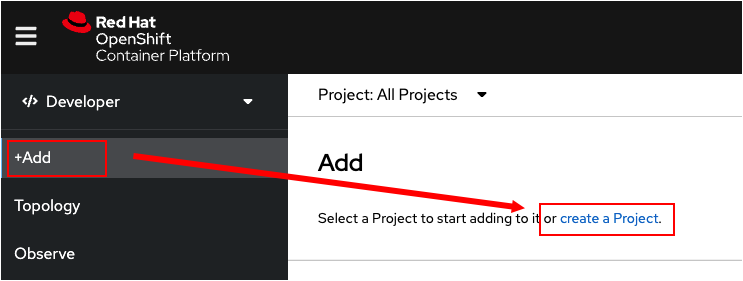 Red Hat
OpenShift
Container Platform
</> Developer
Project: All Projects
+Add
Add
Topology
Select a Project to start adding to it or create a Project.
Observe